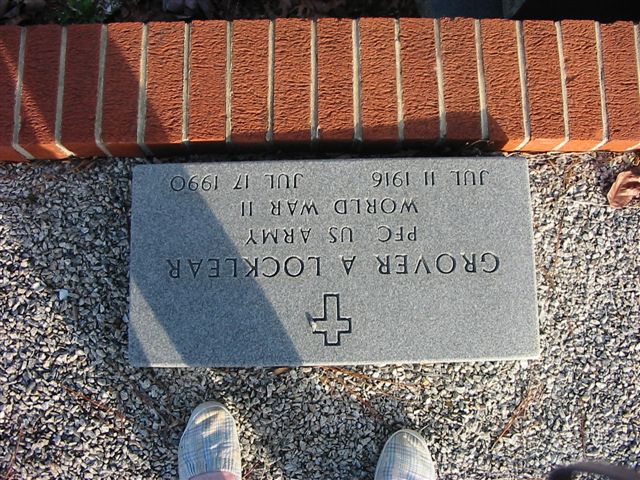 GROVER A LOCKLEAR
PFC US ARMY
WORLD WAR II
JUL 11 1916 JUL 17 1990